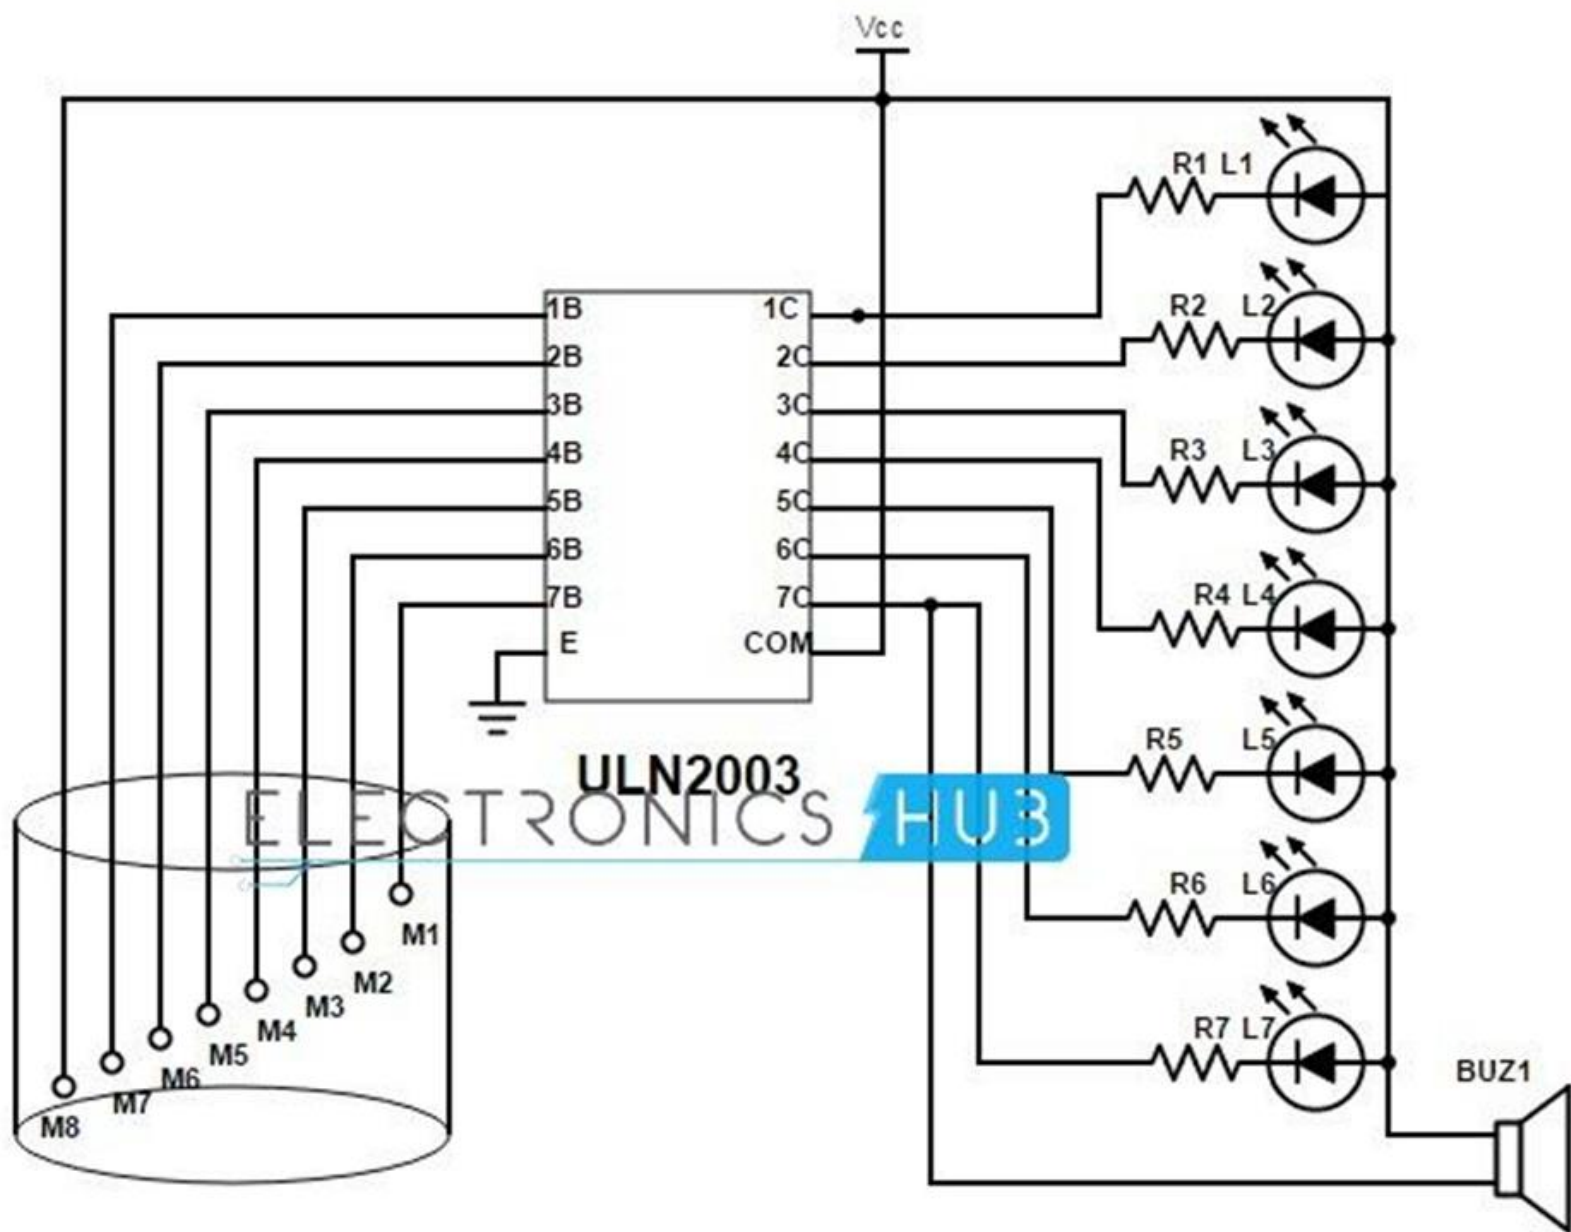 Vcc
R1 L1
1B 1C
R2 L2
2B 2C
3B 3C
R3 L3
4B 4C
5B 5C
6B 6C
7B 7C
R4 L4
E COM
R5 L5
ULN2003
ELECTRONICS HUB
R6 L6
M1
M2
M3
M4
M5
M6
M7
M8
R7 L7
BUZ1